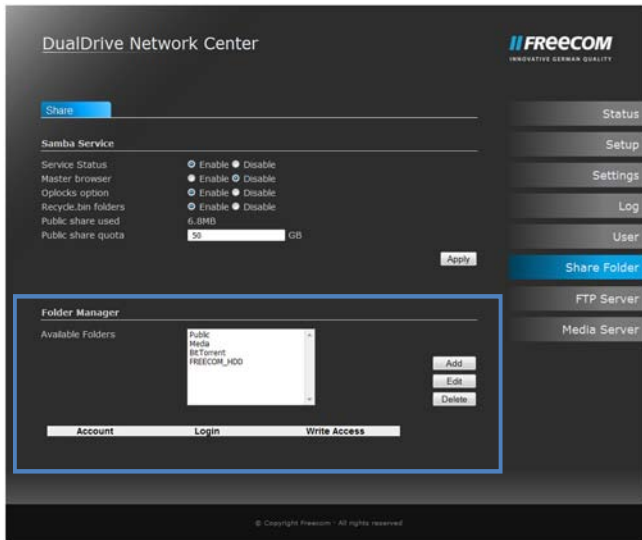 DualDrive Network Center
FREECOM
INNOVATIVE GERMAN QUALITY
Share
Status
Setup
Settings
Log
User
Share Folder
FTP Server
Media Server
Samba Service
Service Status Enable Disable
Master browser Enable Disable
Oplocks option Enable Disable
Recycle.bin folders Enable Disable
Public share used 6.8MB
Public share quota 50 GB
Apply
Folder Manager
Available Folders
Public
Media
BitTorrent
FREECOM_HDD
Add
Edit
Delete
Account Login Write Access
© Copyright Freecom - All rights reserved